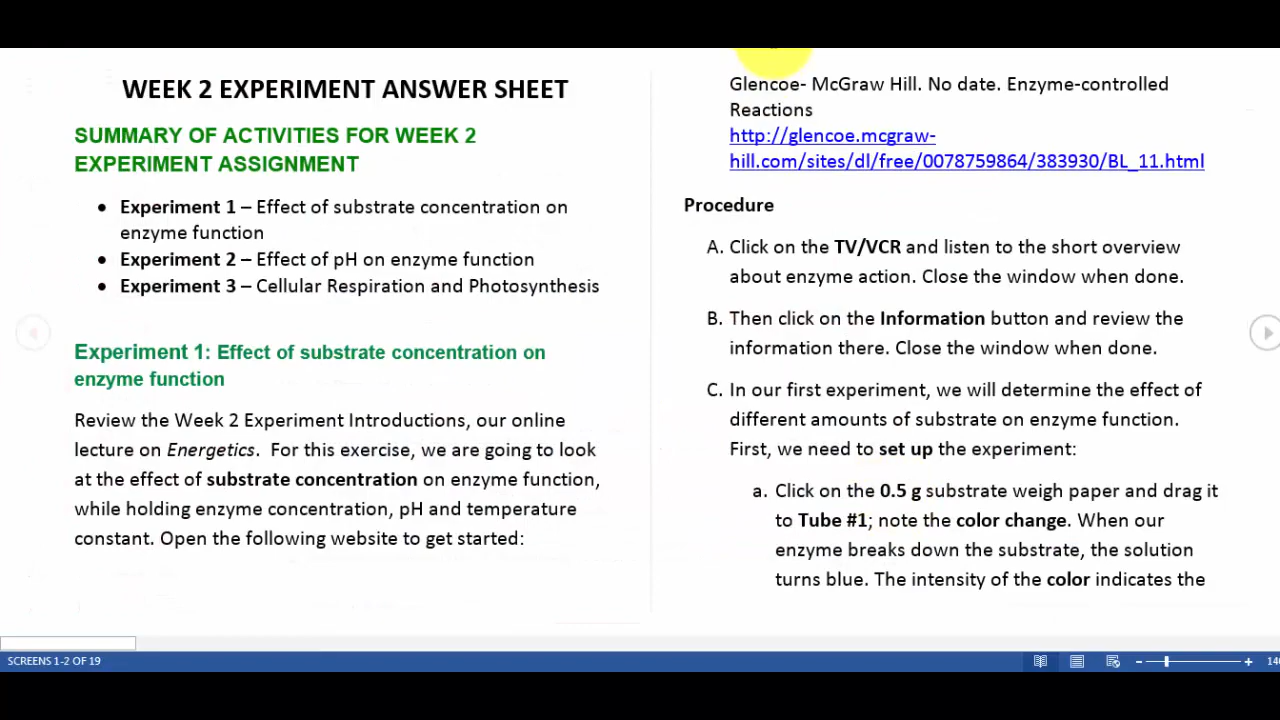 WEEK 2 EXPERIMENT ANSWER SHEET
SUMMARY OF ACTIVITIES FOR WEEK 2
EXPERIMENT ASSIGNMENT
• Experiment 1 – Effect of substrate concentration on
enzyme function
• Experiment 2 – Effect of pH on enzyme function
• Experiment 3 – Cellular Respiration and Photosynthesis
Experiment 1: Effect of substrate concentration on
enzyme function
Review the Week 2 Experiment Introductions, our online
lecture on Energetics. For this exercise, we are going to look
at the effect of substrate concentration on enzyme function,
while holding enzyme concentration, pH and temperature
constant. Open the following website to get started:
Glencoe- McGraw Hill. No date. Enzyme-controlled
Reactions
http://glencoe.mcgraw-
hill.com/sites/dl/free/0078759864/383930/BL_11.html
Procedure
A. Click on the TV/VCR and listen to the short overview
about enzyme action. Close the window when done.
B. Then click on the Information button and review the
information there. Close the window when done.
C. In our first experiment, we will determine the effect of
different amounts of substrate on enzyme function.
First, we need to set up the experiment:
a. Click on the 0.5 g substrate weigh paper and drag it
to Tube #1; note the color change. When our
enzyme breaks down the substrate, the solution
turns blue. The intensity of the color indicates the
SCREENS 1-2 OF 19